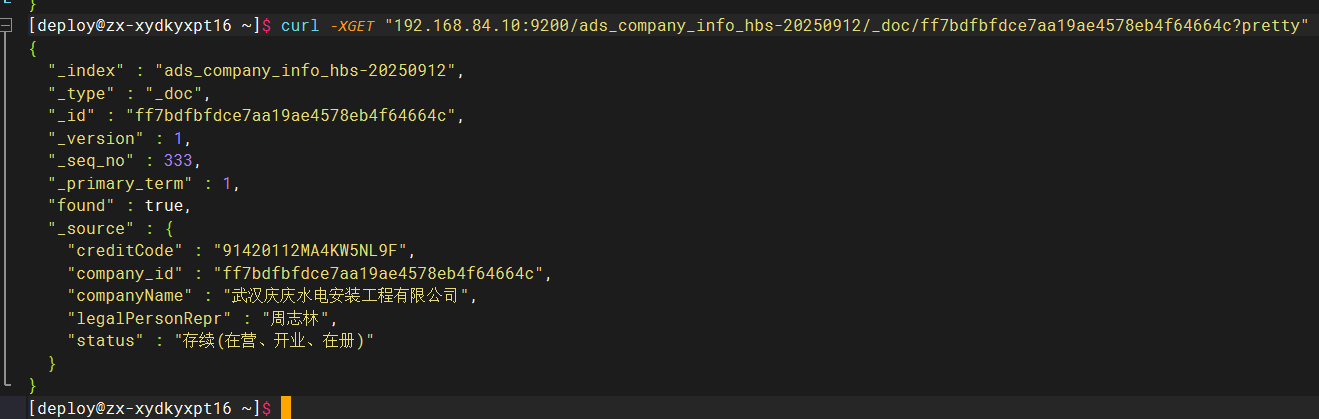 }
[deploy@zx-xydkyxpt16 ~]$ curl -XGET "192.168.84.10:9200/ads_company_info_hbs-20250912/_doc/ff7bdfbfdce7aa19ae4578eb4f64664c?pretty"
{
  "_index" : "ads_company_info_hbs-20250912",
  "_type" : "_doc",
  "_id" : "ff7bdfbfdce7aa19ae4578eb4f64664c",
  "_version" : 1,
  "_seq_no" : 333,
  "_primary_term" : 1,
  "found" : true,
  "_source" : {
    "creditCode" : "91420112MA4KW5NL9F",
    "company_id" : "ff7bdfbfdce7aa19ae4578eb4f64664c",
    "companyName" : "武汉庆庆水电安装工程有限公司",
    "legalPersonRepr" : "周志林",
    "status" : "存续(在营、开业、在册)"
  }
}
[deploy@zx-xydkyxpt16 ~]$